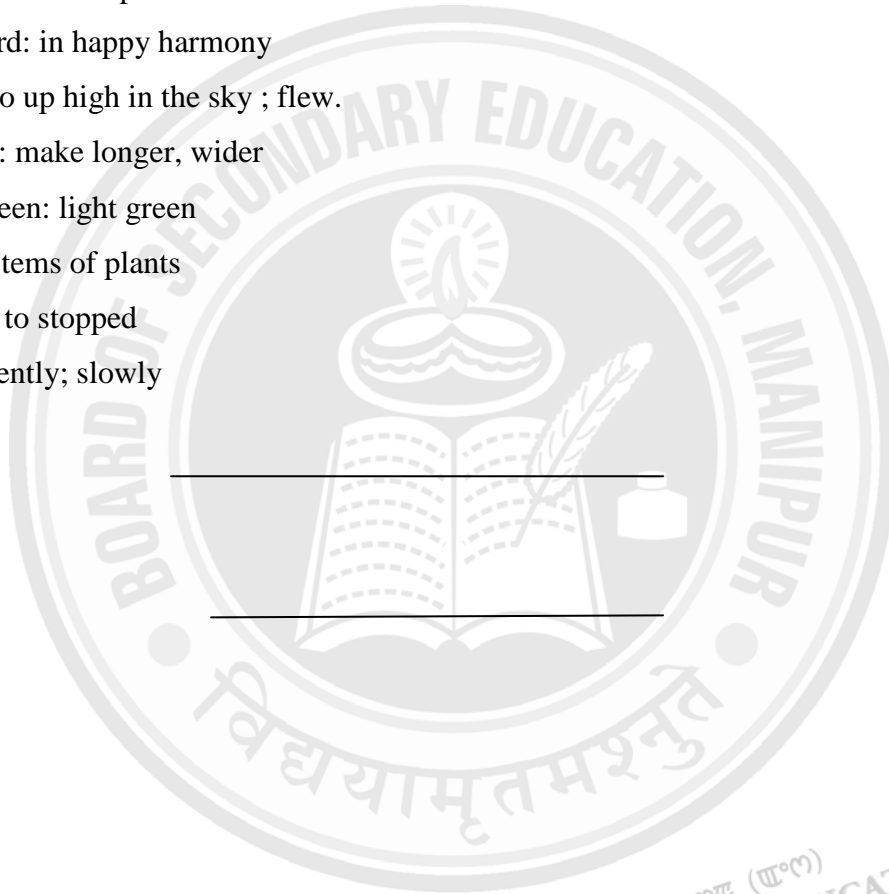 rd: in happy harmony
o up high in the sky ; flew.
: make longer, wider
een: light green
tems of plants
to stopped
ently; slowly
BOARD OF SECONDARY EDUCATION, MANIPUR
विद्ययामृतमश्नुते